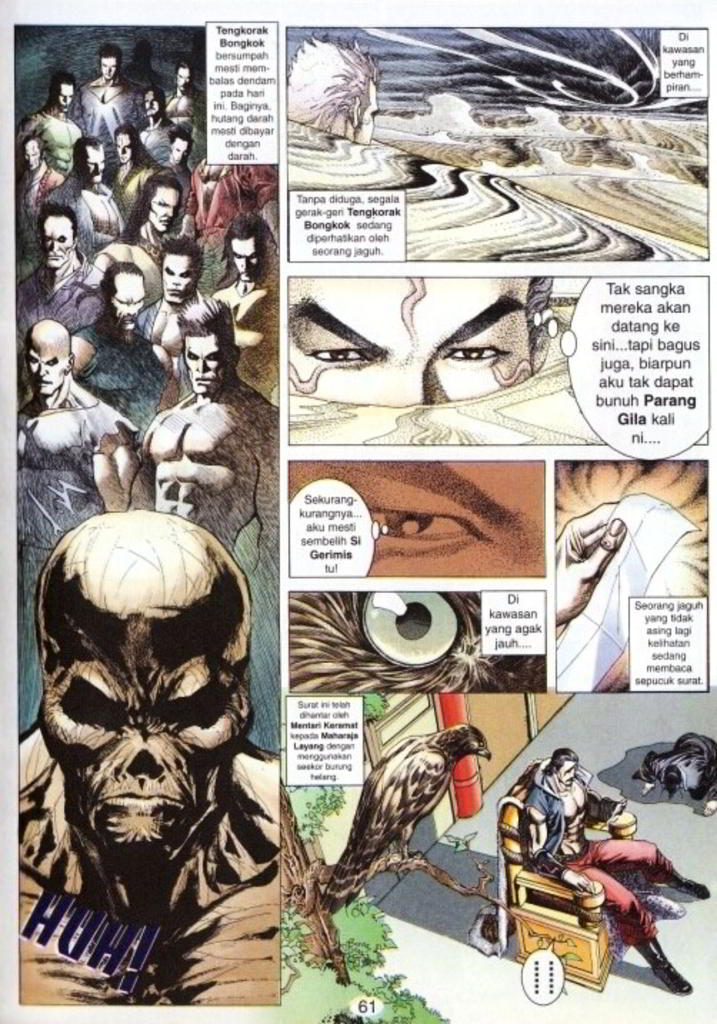 Tengkorak
Bongkok
bersumpah
mesti mem-
balas dendam
pada hari
ini. Baginya,
hutang darah
mesti dibayar
dengan
darah.
Di
kawasan
yang
berham-
piran....
Tanpa diduga, segala
gerak-geri Tengkorak
Bongkok sedang
diperhatikan oleh
seorang jaguh.
Tak sangka
mereka akan
datang ke
sini...tapi bagus
juga, biarpun
aku tak dapat
bunuh Parang
Gila kali
ni....
Sekurang-
kurangnya...
aku mesti
sembelih Si
Gerimis
tu!
Di
kawasan
yang agak
jauh....
Seorang jaguh
yang tidak
asing lagi
kelihatan
sedang
membaca
sepucuk surat.
HUH!
Surat ini telah
dihantar oleh
Mentari Keramat
kepada Maharaja
Layang dengan
menggunakan
seekor burung
helang.
!!
61